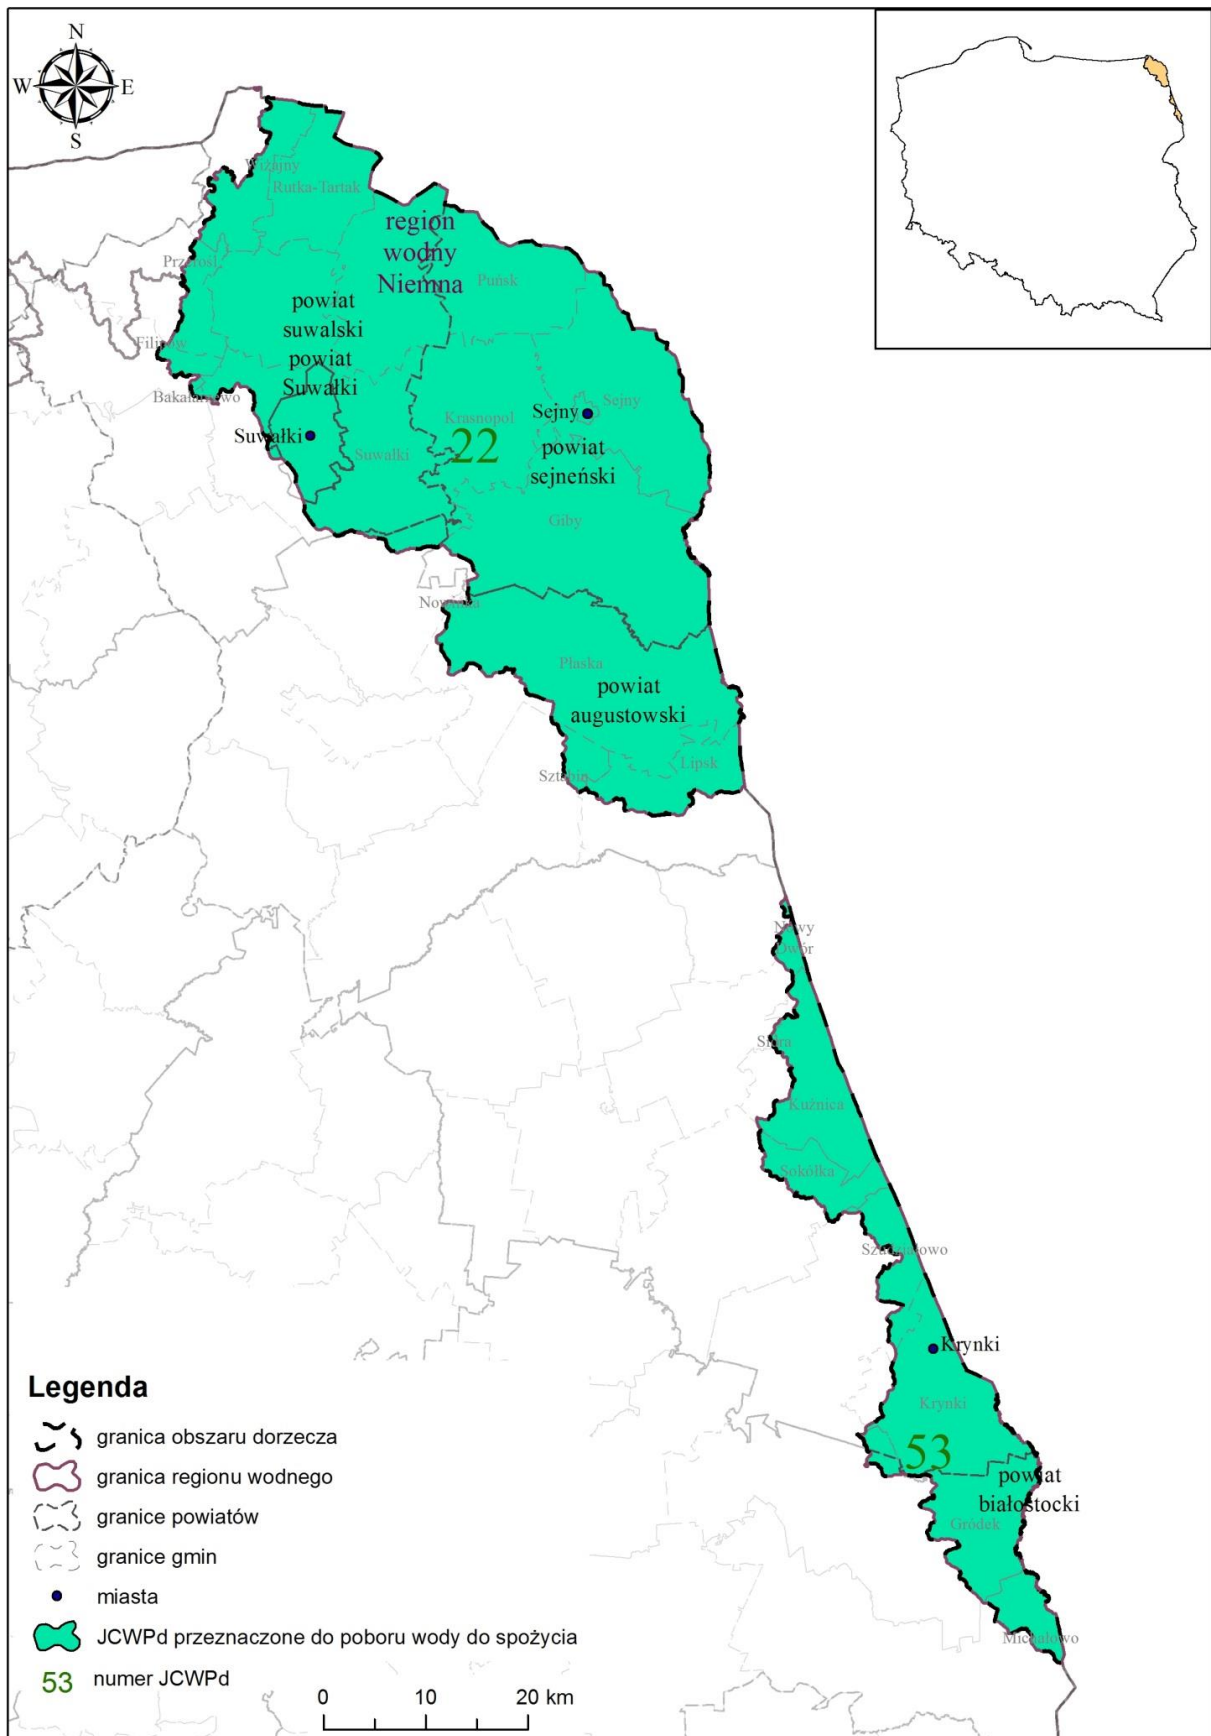 N
W
E
S
Wiżajny
Rutka-Tartak
region
wodny
Niemna
Przerośl
Puńsk
powiat
suwalski
powiat
Suwałki
Filipów
Bakałarzewo
Suwałki
Suwałki
Krasnopol
22
Sejny
Sejny
powiat
sejneński
Giby
Nowinka
Płaska
powiat
augustowski
Lipsk
Sztabin
Nowy
Dwór
Sidra
Kuźnica
Sokółka
Szudziałowo
Krynki
Krynki
53
powiat
białostocki
Gródek
Michałowo
Legenda
granica obszaru dorzecza
granica regionu wodnego
granice powiatów
granice gmin
miasta
JCWPd przeznaczone do poboru wody do spożycia
53 numer JCWPd
0 10 20 km